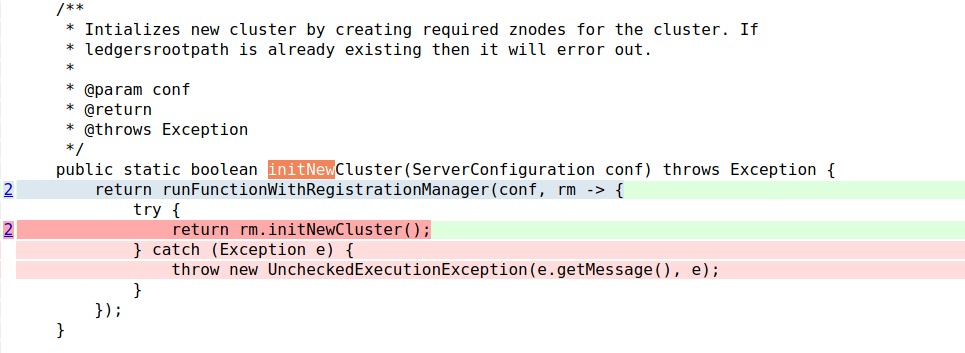 /**
 * Intializes new cluster by creating required znodes for the cluster. If
 * ledgersrootpath is already existing then it will error out.
 *
 * @param conf
 * @return
 * @throws Exception
 */
public static boolean initNewCluster(ServerConfiguration conf) throws Exception {
2 return runFunctionWithRegistrationManager(conf, rm -> {
try {
2 return rm.initNewCluster();
} catch (Exception e) {
throw new UncheckedExecutionException(e.getMessage(), e);
}
});
}